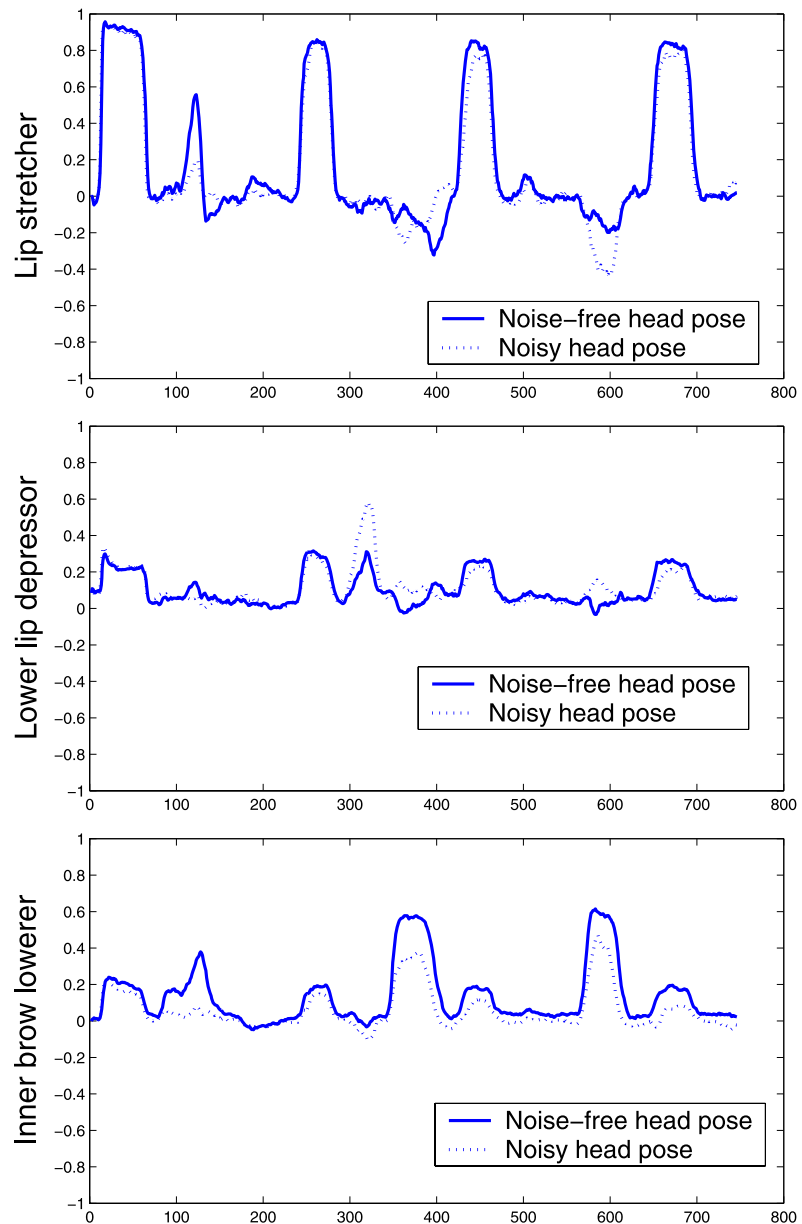 Lip stretcher
1
0.8
0.6
0.4
0.2
0
−0.2
−0.4
−0.6
−0.8
−1
0 100 200 300 400 500 600 700 800
Noise−free head pose
Noisy head pose
Lower lip depressor
1
0.8
0.6
0.4
0.2
0
−0.2
−0.4
−0.6
−0.8
−1
0 100 200 300 400 500 600 700 800
Noise−free head pose
Noisy head pose
Inner brow lowerer
1
0.8
0.6
0.4
0.2
0
−0.2
−0.4
−0.6
−0.8
−1
0 100 200 300 400 500 600 700 800
Noise−free head pose
Noisy head pose